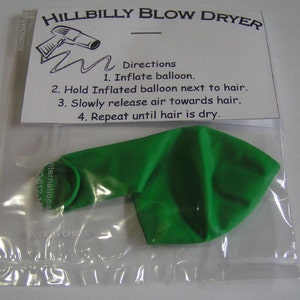 HILLBILLY BLOW DRYER
Directions
1. Inflate balloon.
2. Hold Inflated balloon next to hair.
3. Slowly release air towards hair.
4. Repeat until hair is dry.